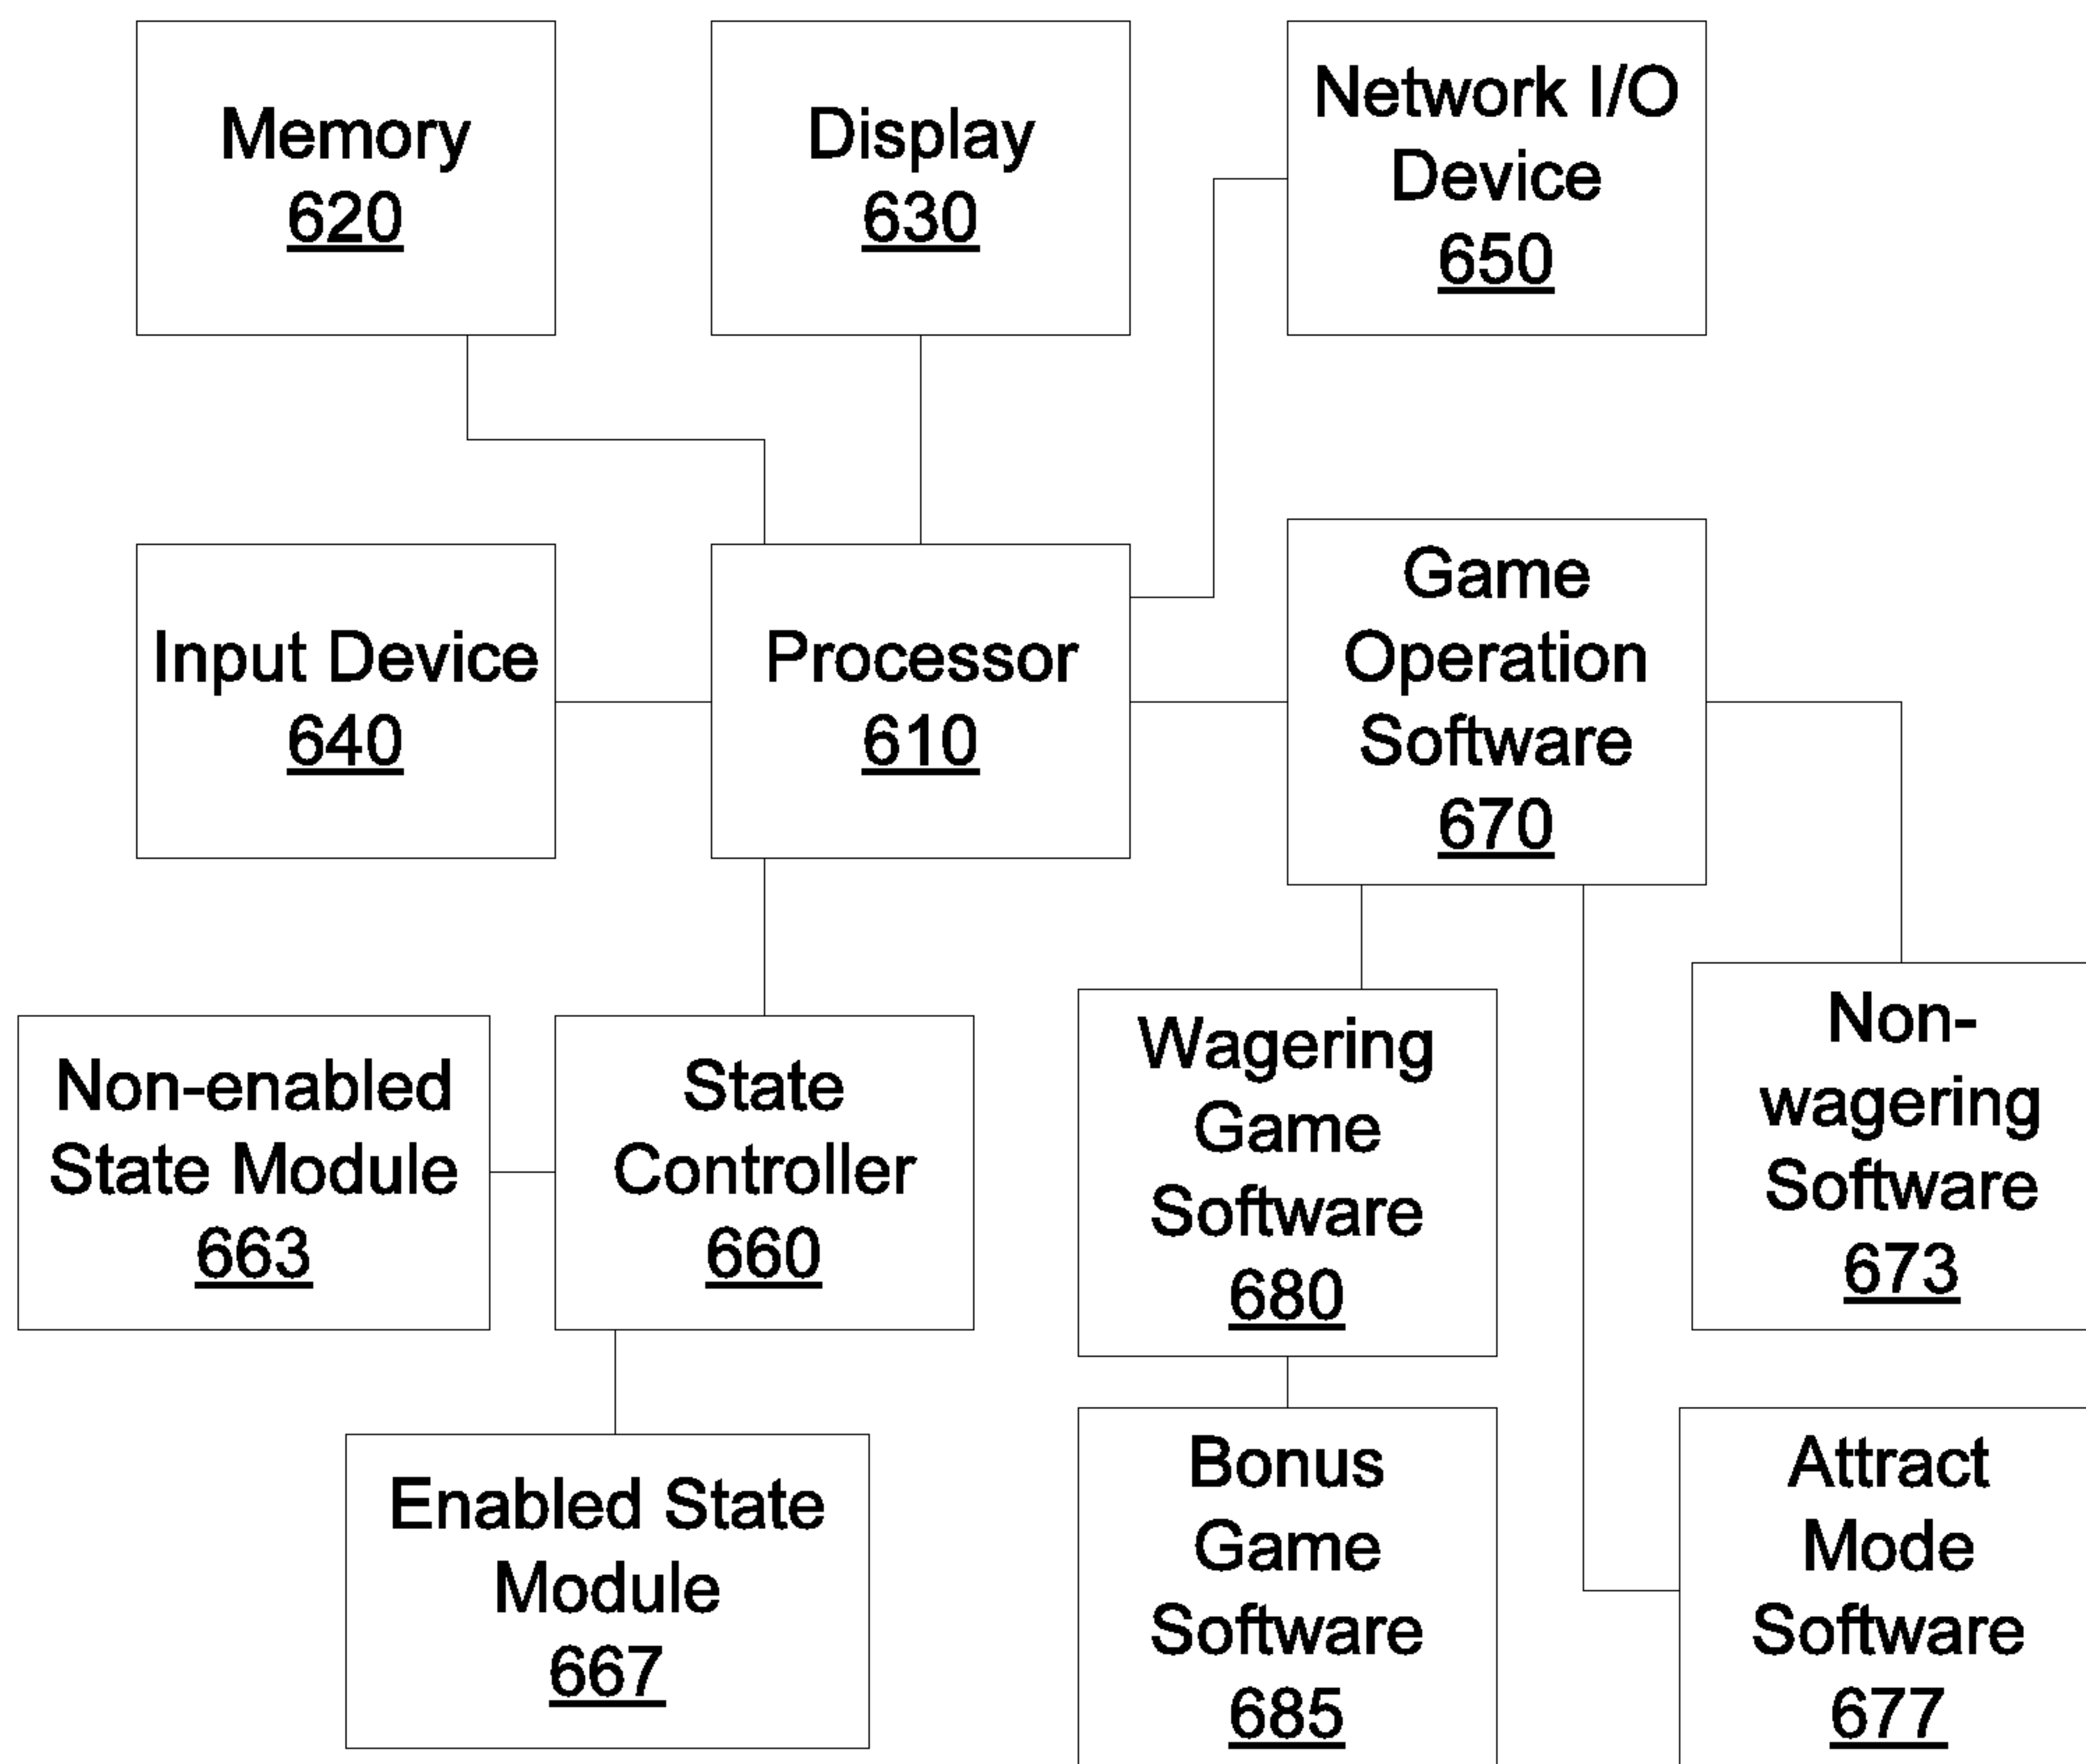 Memory
620
Display
630
Network I/O
Device
650
Input Device
640
Processor
610
Game
Operation
Software
670
Non-enabled
State Module
663
State
Controller
660
Wagering
Game
Software
680
Non-
wagering
Software
673
Enabled State
Module
667
Bonus
Game
Software
685
Attract
Mode
Software
677